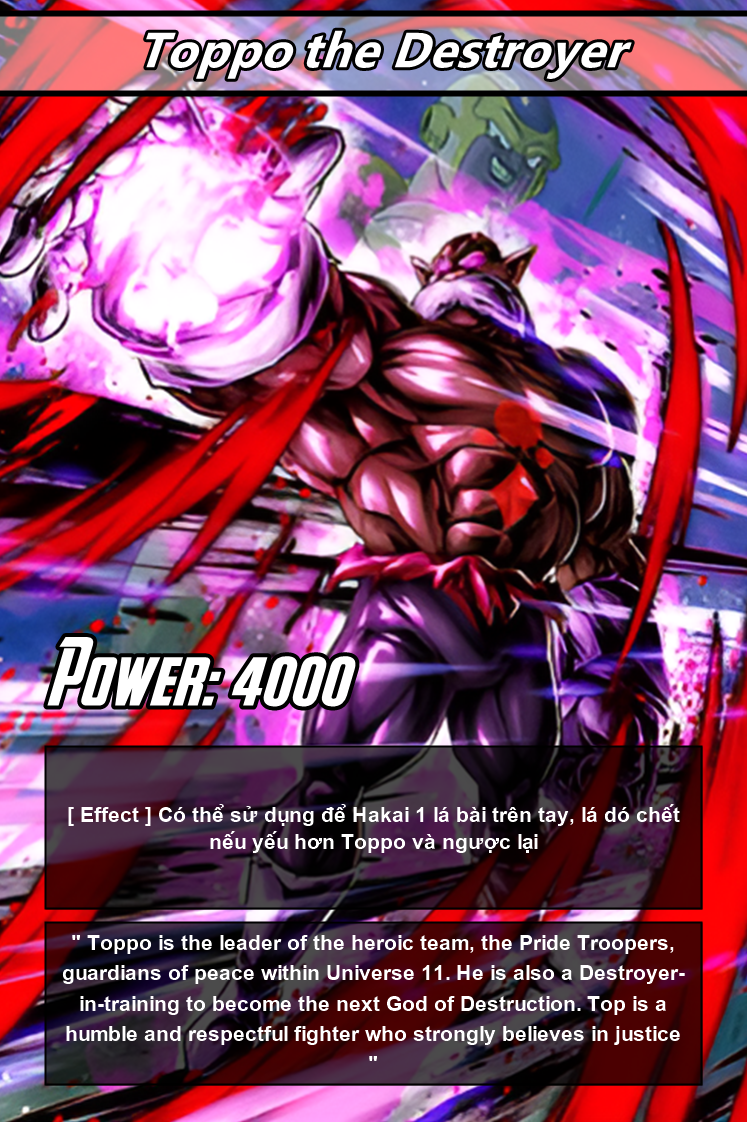 Toppo the Destroyer
POWER: 4000
[ Effect ] Có thể sử dụng để Hakai 1 lá bài trên tay, lá dó chết
nếu yếu hơn Toppo và ngược lại
" Toppo is the leader of the heroic team, the Pride Troopers,
guardians of peace within Universe 11. He is also a Destroyer-
in-training to become the next God of Destruction. Top is a
humble and respectful fighter who strongly believes in justice
"